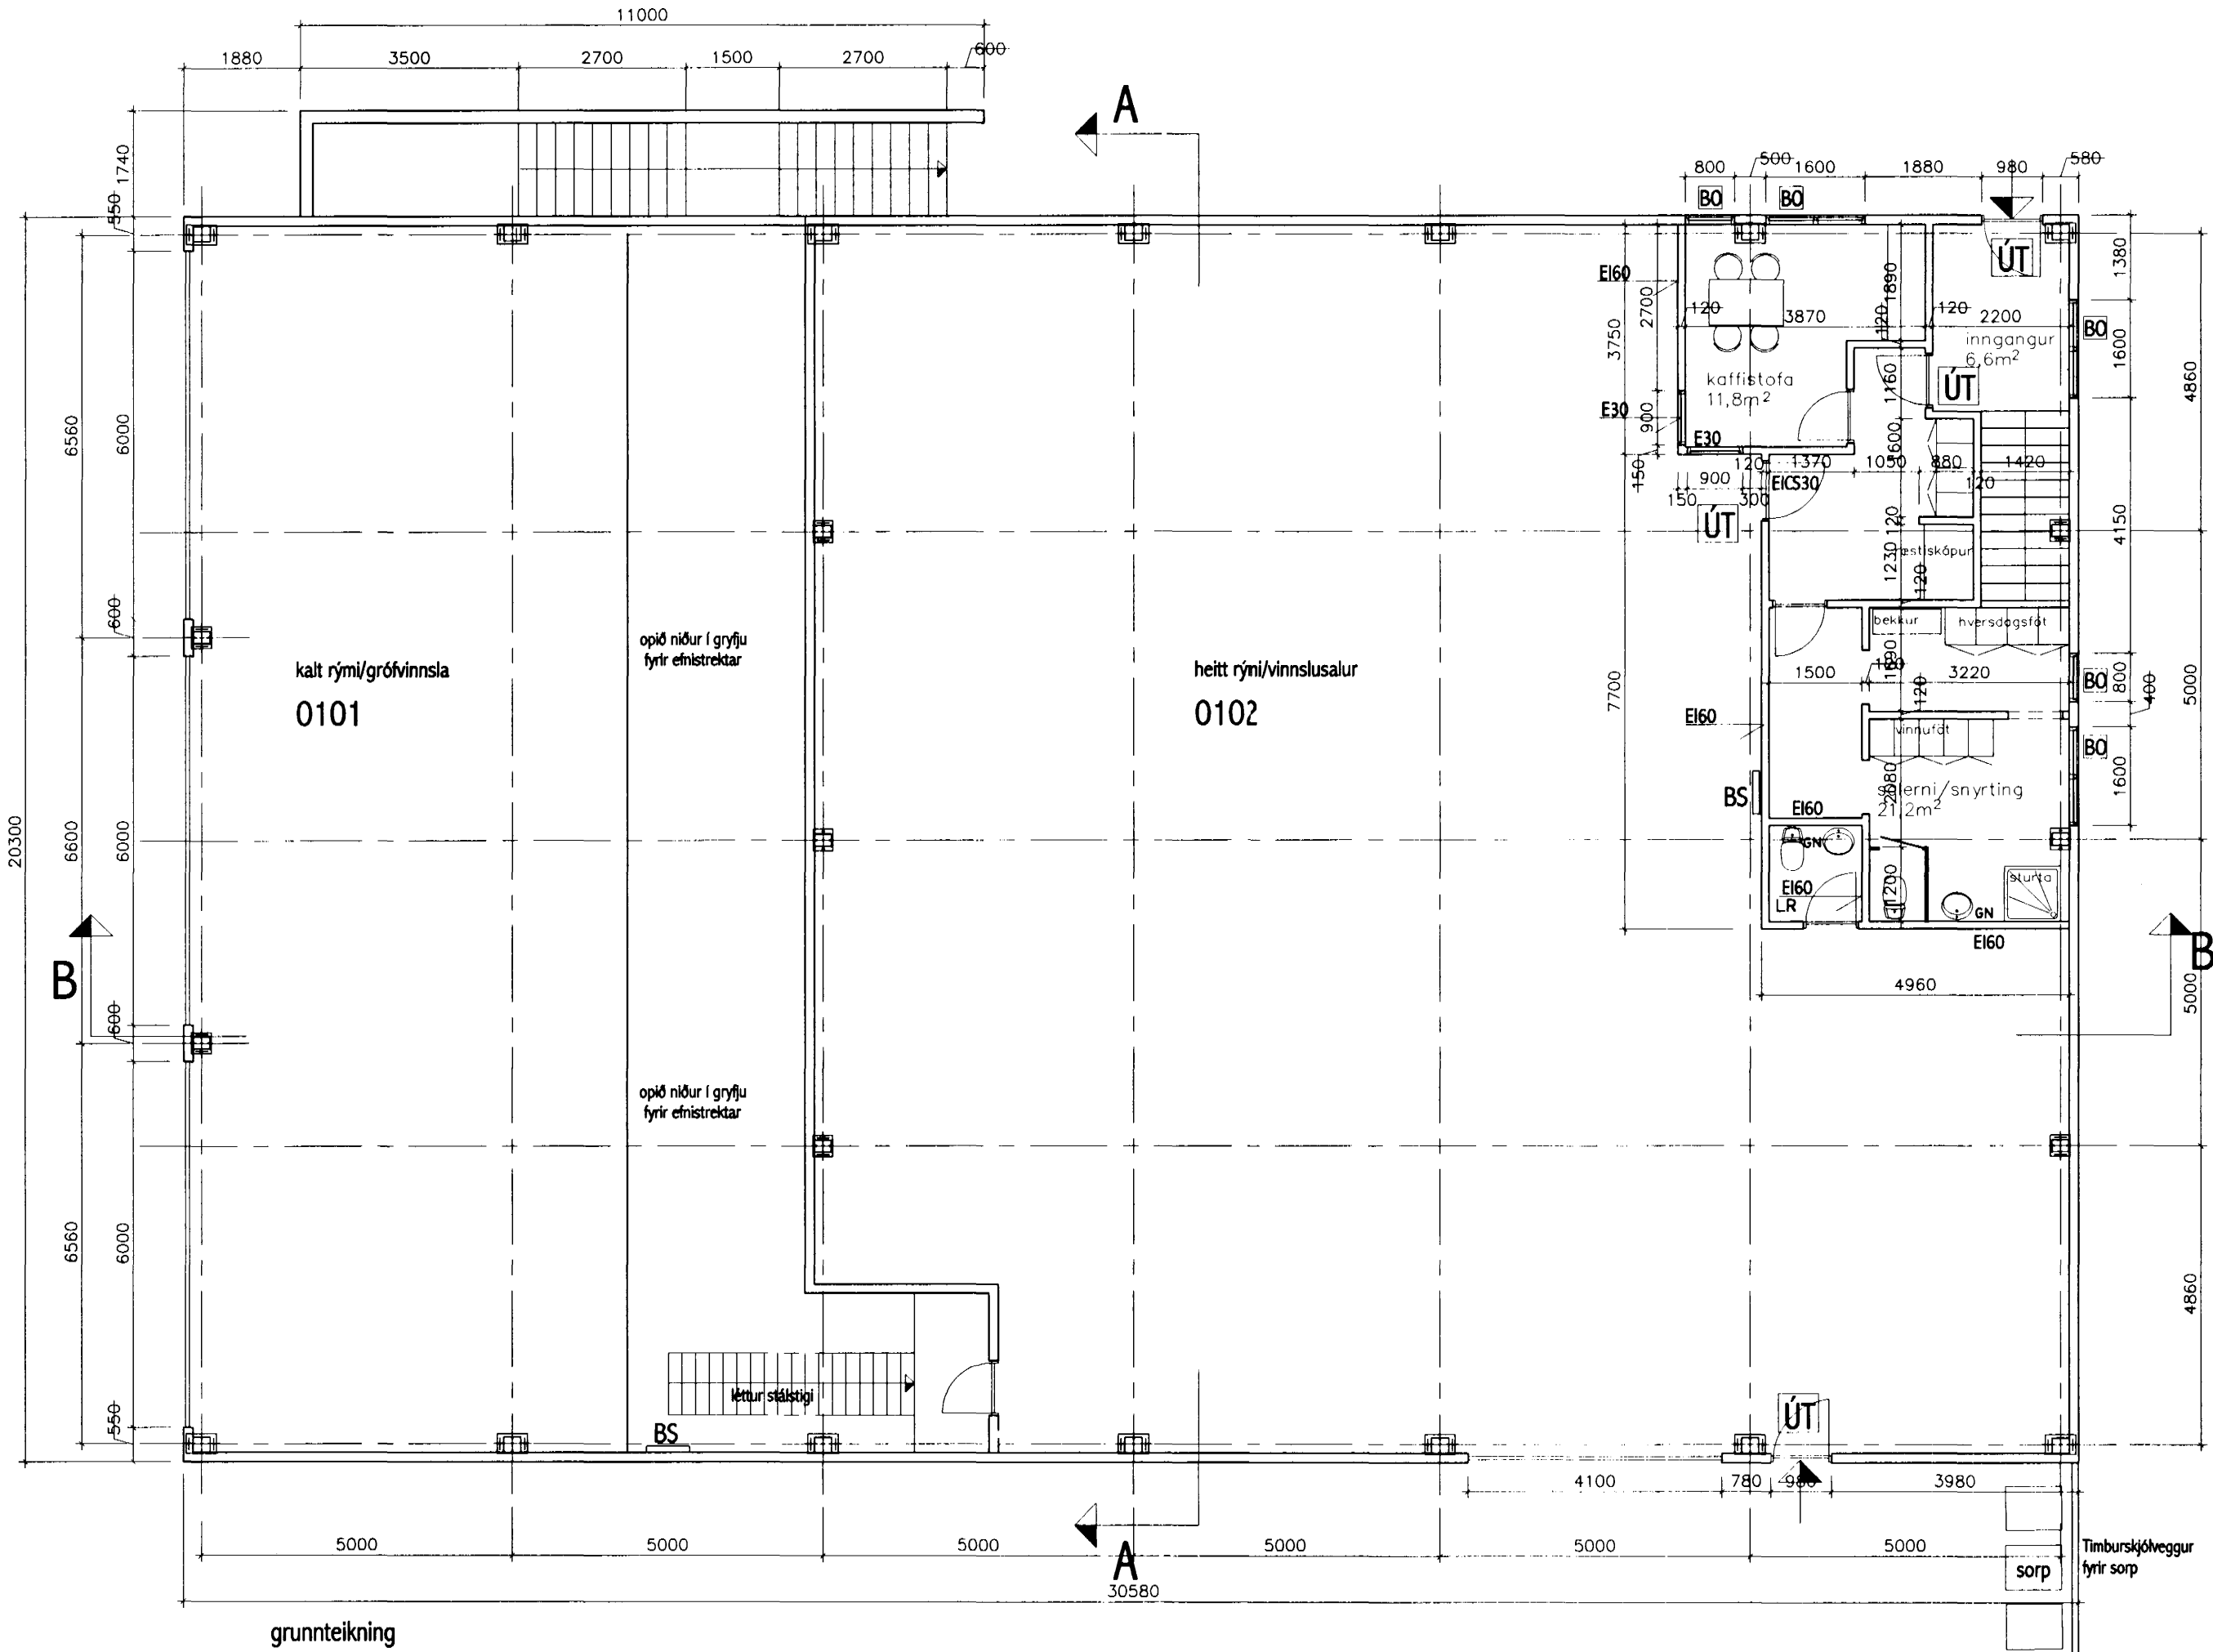 11000
1880 3500 2700 1500 2700 600
A
800 500 1600 1880 980 580
BO BO
1740
550
ÚT
1380
EI60
2700
3750
120
3870
1890
120
120
2200
inngangur
6,6m²
BO
1600
4860
kaffistofa
11,8m²
1160
ÚT
6560
6000
E30
900
E30
150
1600
120 1370 1050 880 1420
150 900 300
EICS30
120
ÚT
120
4150
1230
120
600
bekkur
hversdagsföt
opið niður í gryfju
fyrir efnistrektar
kalt rými/grófvinnsla
0101
heitt rými/vinnslusalur
0102
7700
1500
3220
120
BO
800
400
5000
EI60
vinnuföt
BO
2080
1600
BS
salerni/snyrting
21,2m²
EI60
20300
6600
6000
GN
EI60
LR
1200
sturta
GN
EI60
B
B
4960
5000
600
opið niður í gryfju
fyrir efnistrektar
6560
6000
4860
léttur stálstigi
550
BS
ÚT
4100 780 980 3980
5000 5000 5000 5000 5000 5000
A
30580
sorp
Timburskjólveggur
fyrir sorp
grunnteikning